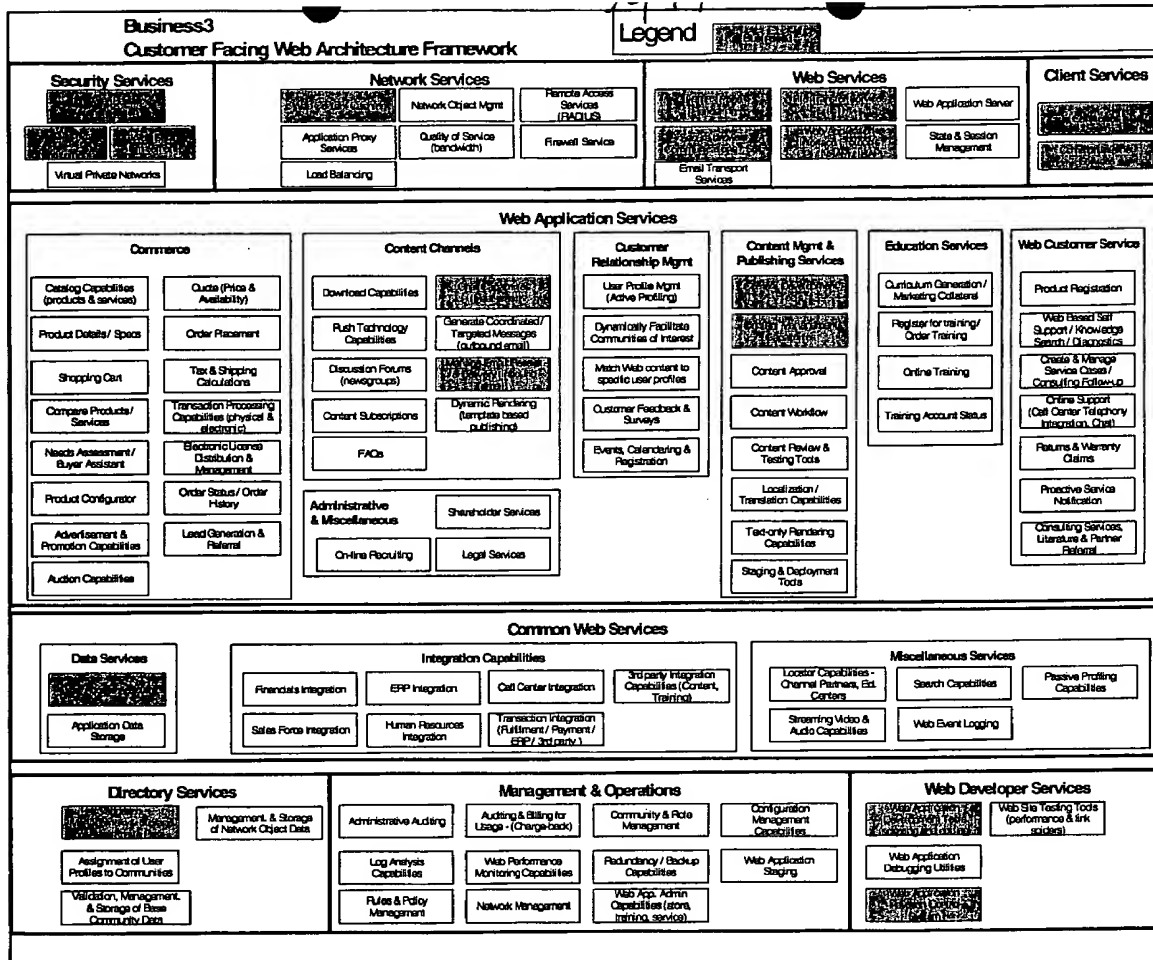 Business3
Legend
Customer Facing Web Architecture Framework
Security Services
Virtual Private Networks
Network Services
Network Object Mgmt
Remote Access
Services
(RADIUS)
Application Proxy
Services
Quality of Service
(bandwidth)
Firewall Service
Load Balancing
Web Services
Web Application Server
State & Session
Management
Email Transport
Services
Client Services
Web Application Services
Commerce
Catalog Capabilities
(products & services)
Quote (Price &
Availability)
Product Details / Specs
Order Placement
Shopping Cart
Tax & Shipping
Calculations
Compare Products /
Services
Transaction Processing
Capabilities (physical &
electronic)
Needs Assessment /
Buyer Assistant
Electronic License
Distribution &
Management
Product Configurator
Order Status / Order
History
Advertisement &
Promotion Capabilities
Lead Generation &
Referral
Auction Capabilities
Content Channels
Download Capabilities
Push Technology
Capabilities
Generate Coordinated /
Targeted Messages
(outbound email)
Discussion Forums
(newsgroups)
Content Subscriptions
Dynamic Rendering
(template based
publishing)
FAQs
Administrative
& Miscellaneous
Shareholder Services
On-line Recruiting
Legal Services
Customer
Relationship Mgmt
User Profile Mgmt
(Active Profiling)
Dynamically Facilitate
Communities of Interest
Match Web content to
specific user profiles
Customer Feedback &
Surveys
Events, Calendaring &
Registration
Content Mgmt &
Publishing Services
Content Approval
Content Workflow
Content Review &
Testing Tools
Localization /
Translation Capabilities
Text-only Rendering
Capabilities
Staging & Deployment
Tools
Education Services
Curriculum Generation /
Marketing Collateral
Register for training /
Order Training
Online Training
Training Account Status
Web Customer Service
Product Registration
Web Based Self
Support / Knowledge
Search / Diagnostics
Create & Manage
Service Cases /
Consulting Follow-up
Online Support
(Call Center Telephony
Integration, Chat)
Returns & Warranty
Claims
Proactive Service
Notification
Consulting Services,
Literature & Partner
Referral
Common Web Services
Data Services
Application Data
Storage
Integration Capabilities
Financials Integration
ERP Integration
Call Center Integration
3rd party Integration
Capabilities (Content,
Training)
Sales Force Integration
Human Resources
Integration
Transaction Integration
(Fulfillment / Payment /
ERP / 3rd party )
Miscellaneous Services
Locator Capabilities -
Channel Partners, Ed.
Centers
Search Capabilities
Passive Profiling
Capabilities
Streaming Video &
Audio Capabilities
Web Event Logging
Directory Services
Management, & Storage
of Network Object Data
Assignment of User
Profiles to Communities
Validation, Management,
& Storage of Base
Community Data
Management & Operations
Administrative Auditing
Auditing & Billing for
Usage - (Charge-back)
Community & Role
Management
Configuration
Management
Capabilities
Log Analysis
Capabilities
Web Performance
Monitoring Capabilities
Redundancy / Backup
Capabilities
Web Application
Staging
Rules & Policy
Management
Network Management
Web App. Admin
Capabilities (store,
training, service)
Web Developer Services
Web Application
Web Site Testing Tools
(performance & link
spiders)
Web Application
Debugging Utilities
Web Application